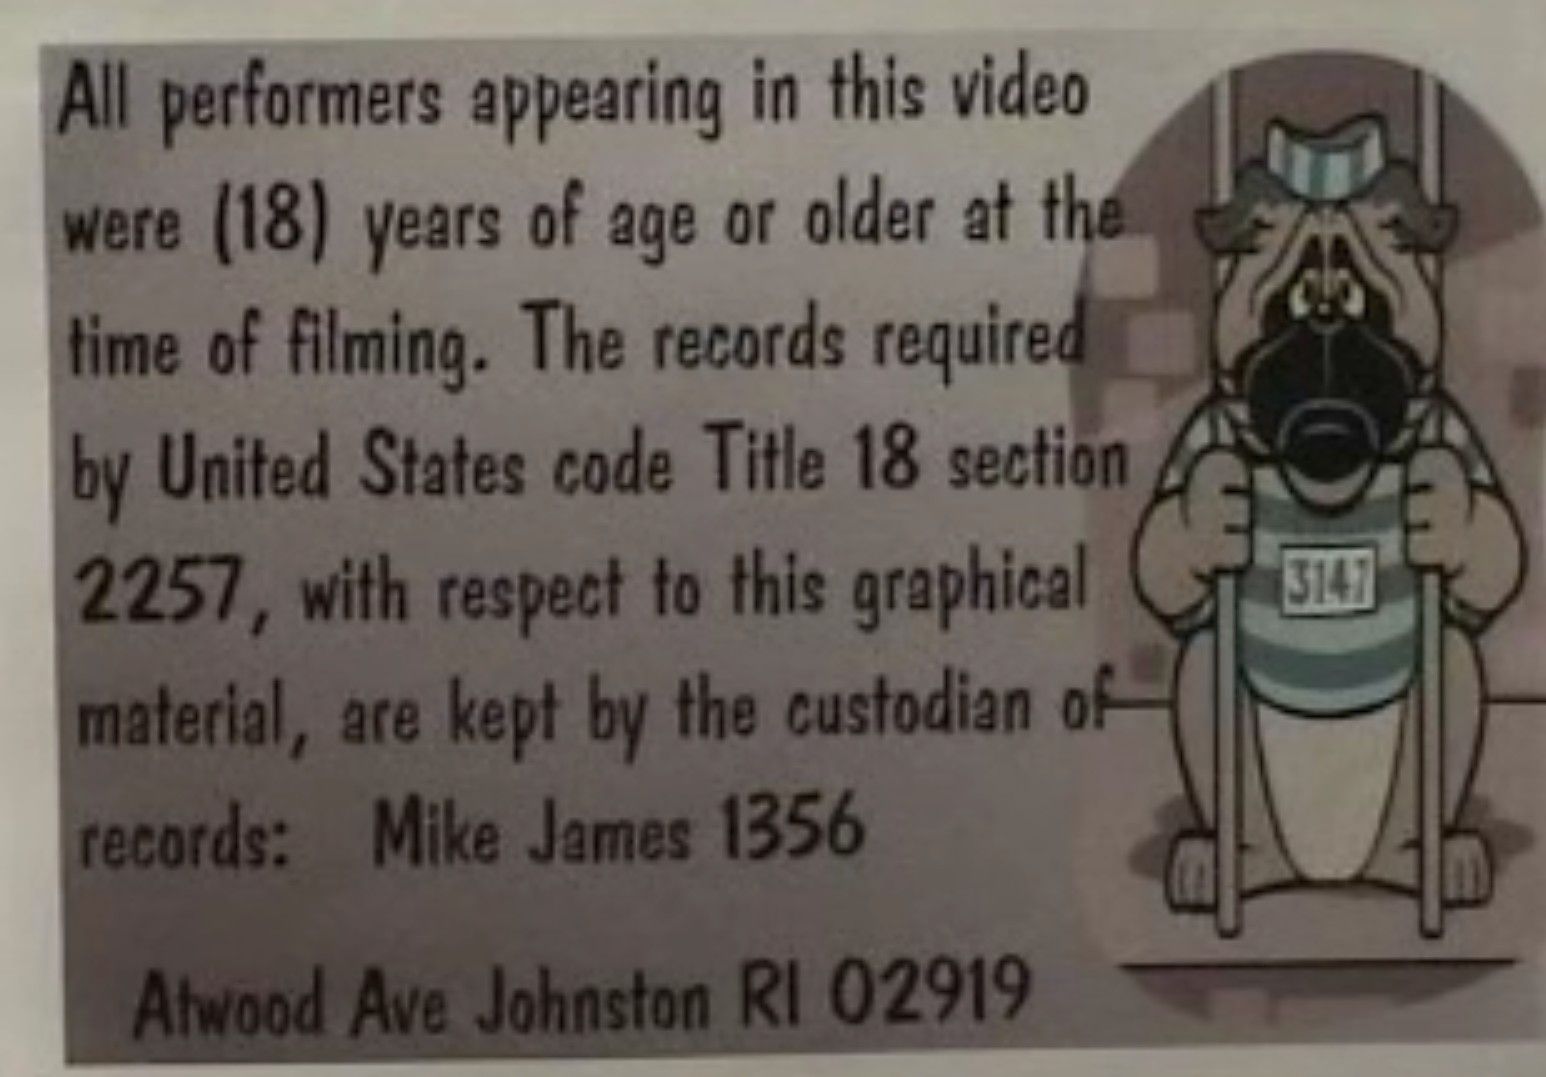 All performers appearing in this video
were (18) years of age or older at the
time of filming. The records required
by United States code Title 18 section
2257, with respect to this graphical
material, are kept by the custodian of
records: Mike James 1356
Atwood Ave Johnston RI 02919
3147